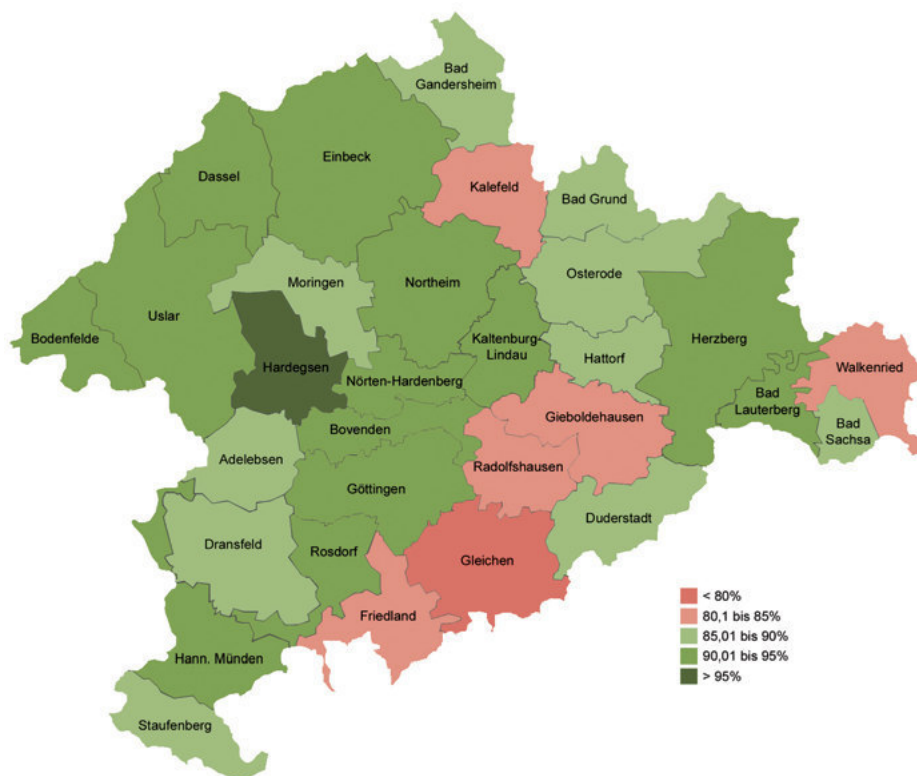 Bad
Gandersheim
Einbeck
Dassel
Kalefeld
Bad Grund
Osterode
Moringen
Northeim
Uslar
Bodenfelde
Kaltenburg-
Lindau
Hattorf
Herzberg
Walkenried
Hardegsen
Nörten-Hardenberg
Bad
Lauterberg
Bad
Sachsa
Gieboldehausen
Bovenden
Adelebsen
Radolfshausen
Göttingen
Duderstadt
Dransfeld
Rosdorf
Gleichen
Friedland
Hann. Münden
Staufenberg
< 80%
80,1 bis 85%
85,01 bis 90%
90,01 bis 95%
> 95%